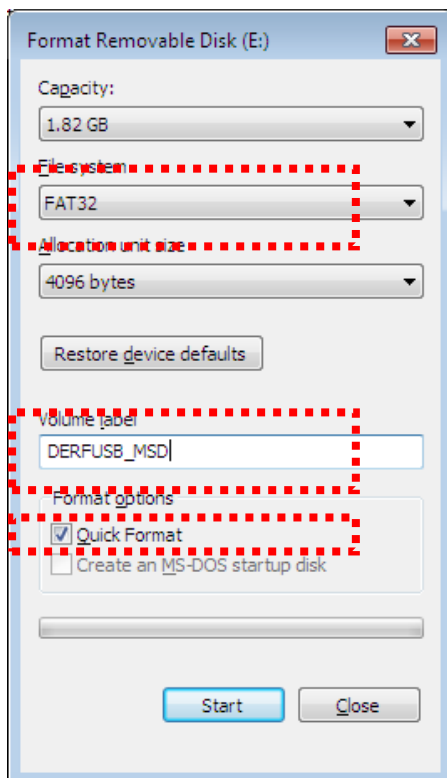 Format Removable Disk (E:)
Capacity:
1.82 GB
File system
FAT32
Allocation unit size
4096 bytes
Restore device defaults
Volume label
DERFUSB_MSD
Format options
Quick Format
Create an MS-DOS startup disk
Start
Close